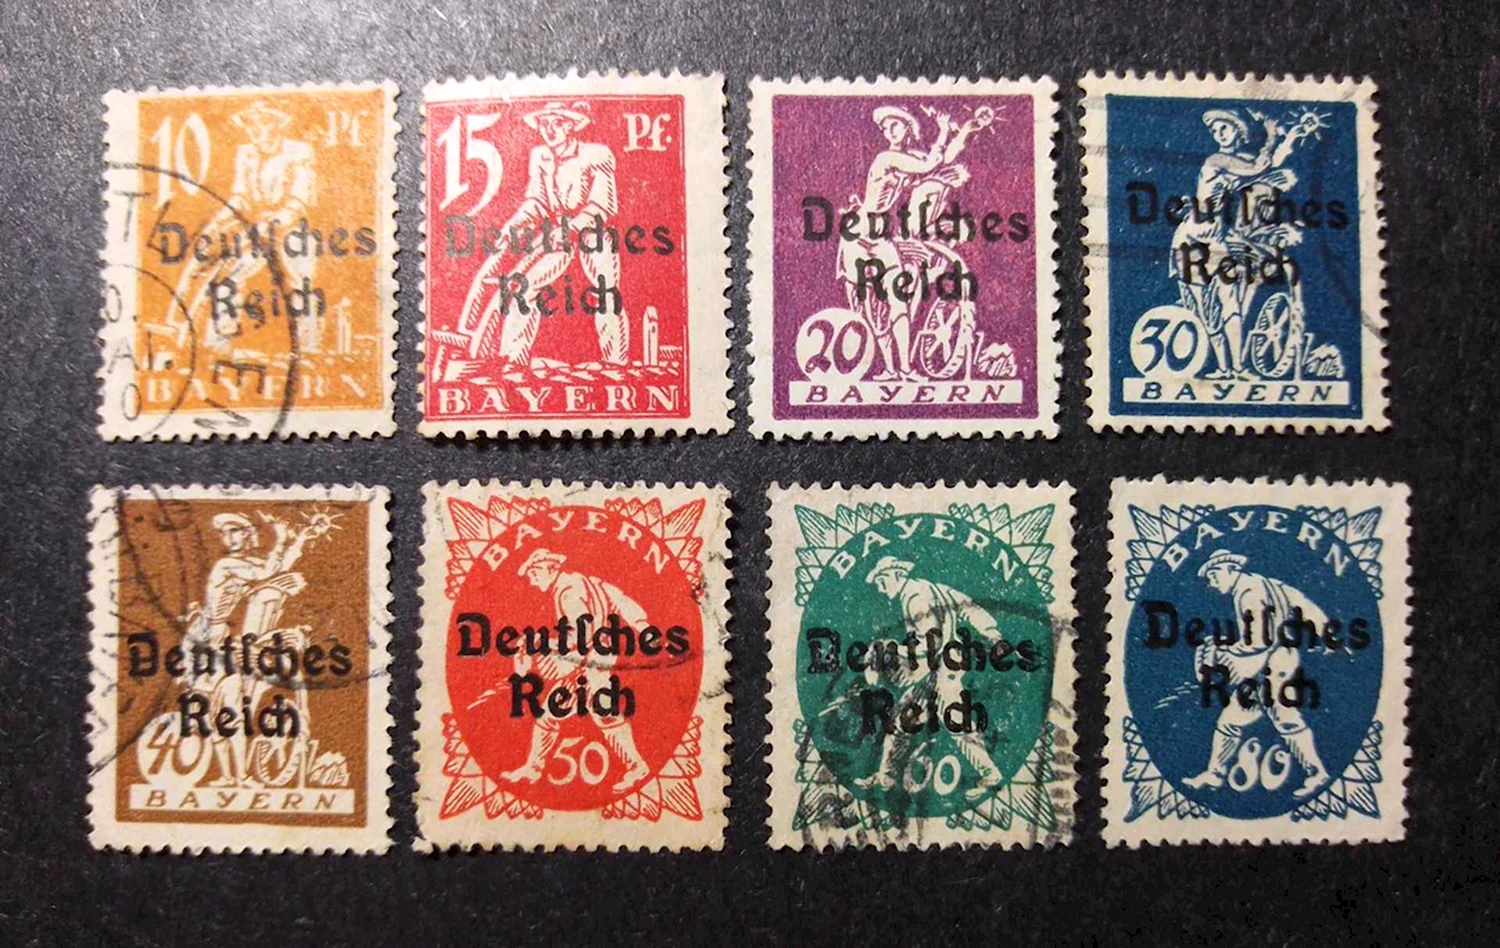 10 Pf.
Deutsches
Reich
BAYERN
15 Pf.
Deutsches
Reich
BAYERN
Deutsches
Reich
20
BAYERN
Deutsches
Reich
30
BAYERN
Deutsches
Reich
40
BAYERN
BAYERN
Deutsches
Reich
50
BAYERN
Deutsches
Reich
60
BAYERN
Deutsches
Reich
80